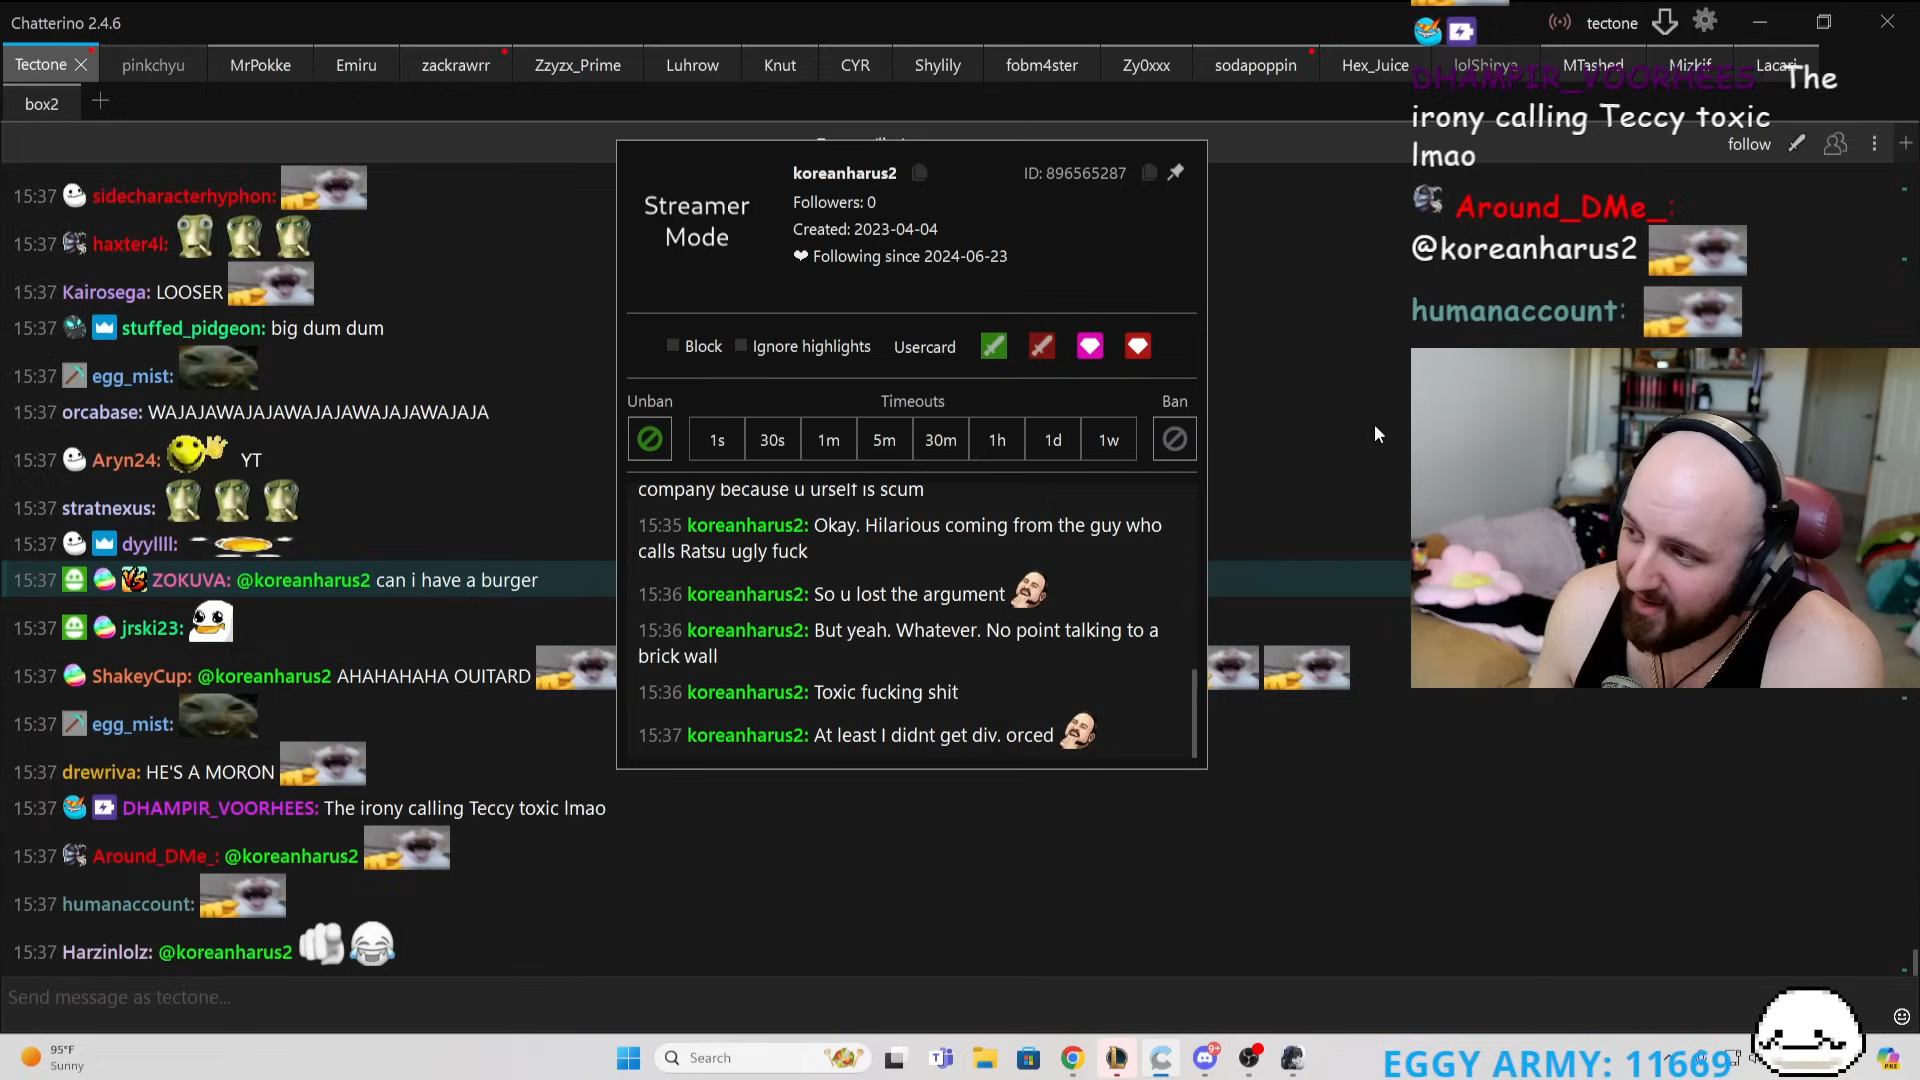 Chatterino 2.4.6
tectone
Tectone
pinkchyu
MrPokke
Emiru
zackrawrr
Zzyzx_Prime
Luhrow
Knut
CYR
Shylily
fobm4ster
Zy0xxx
sodapoppin
Hex_Juice
lolShinya
MTashed
Mizkif
Lacari
box2
follow
15:37 sidecharacterhyphon:
15:37 haxter4l:
15:37 Kairosega: LOOSER
15:37 stuffed_pidgeon: big dum dum
15:37 egg_mist:
15:37 orcabase: WAJAJAWAJAJAWAJAJAWAJAJAWAJAJA
15:37 Aryn24: YT
15:37 stratnexus:
15:37 dyyllll:
15:37 ZOKUVA: @koreanharus2 can i have a burger
15:37 jrski23:
15:37 ShakeyCup: @koreanharus2 AHAHAHAHA OUITARD
15:37 egg_mist:
15:37 drewriva: HE'S A MORON
15:37 DHAMPIR_VOORHEES: The irony calling Teccy toxic lmao
15:37 Around_DMe_: @koreanharus2
15:37 humanaccount:
15:37 Harzinlolz: @koreanharus2
Send message as tectone...
Streamer
Mode
koreanharus2
ID: 896565287
Followers: 0
Created: 2023-04-04
❤ Following since 2024-06-23
Block
Ignore highlights
Usercard
Unban
Timeouts
Ban
1s
30s
1m
5m
30m
1h
1d
1w
company because u urself is scum
15:35 koreanharus2: Okay. Hilarious coming from the guy who
calls Ratsu ugly fuck
15:36 koreanharus2: So u lost the argument
15:36 koreanharus2: But yeah. Whatever. No point talking to a
brick wall
15:36 koreanharus2: Toxic fucking shit
15:37 koreanharus2: At least I didnt get div. orced
DHAMPIR_VOORHEES The
irony calling Teccy toxic
lmao
Around_DMe_:
@koreanharus2
humanaccount:
95°F
Sunny
Search
9+
EGGY ARMY: 11669
PRE